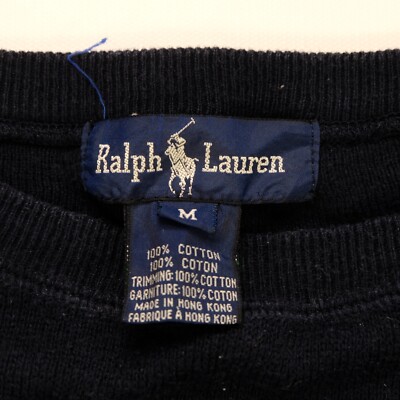 Ralph Lauren
M
100% COTTON
100% COTON
TRIMMING:100% COTTON
GARNITURE:100% COTON
MADE IN HONG KONG
FABRIQUE À HONG KONG